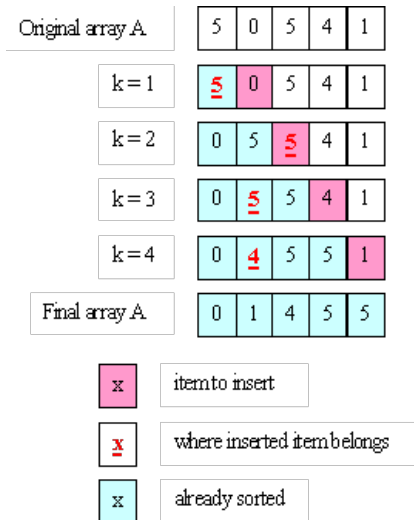 Original array A 5 0 5 4 1
k = 1 5 0 5 4 1
k = 2 0 5 5 4 1
k = 3 0 5 5 4 1
k = 4 0 4 5 5 1
Final array A 0 1 4 5 5
x item to insert
x where inserted item belongs
x already sorted